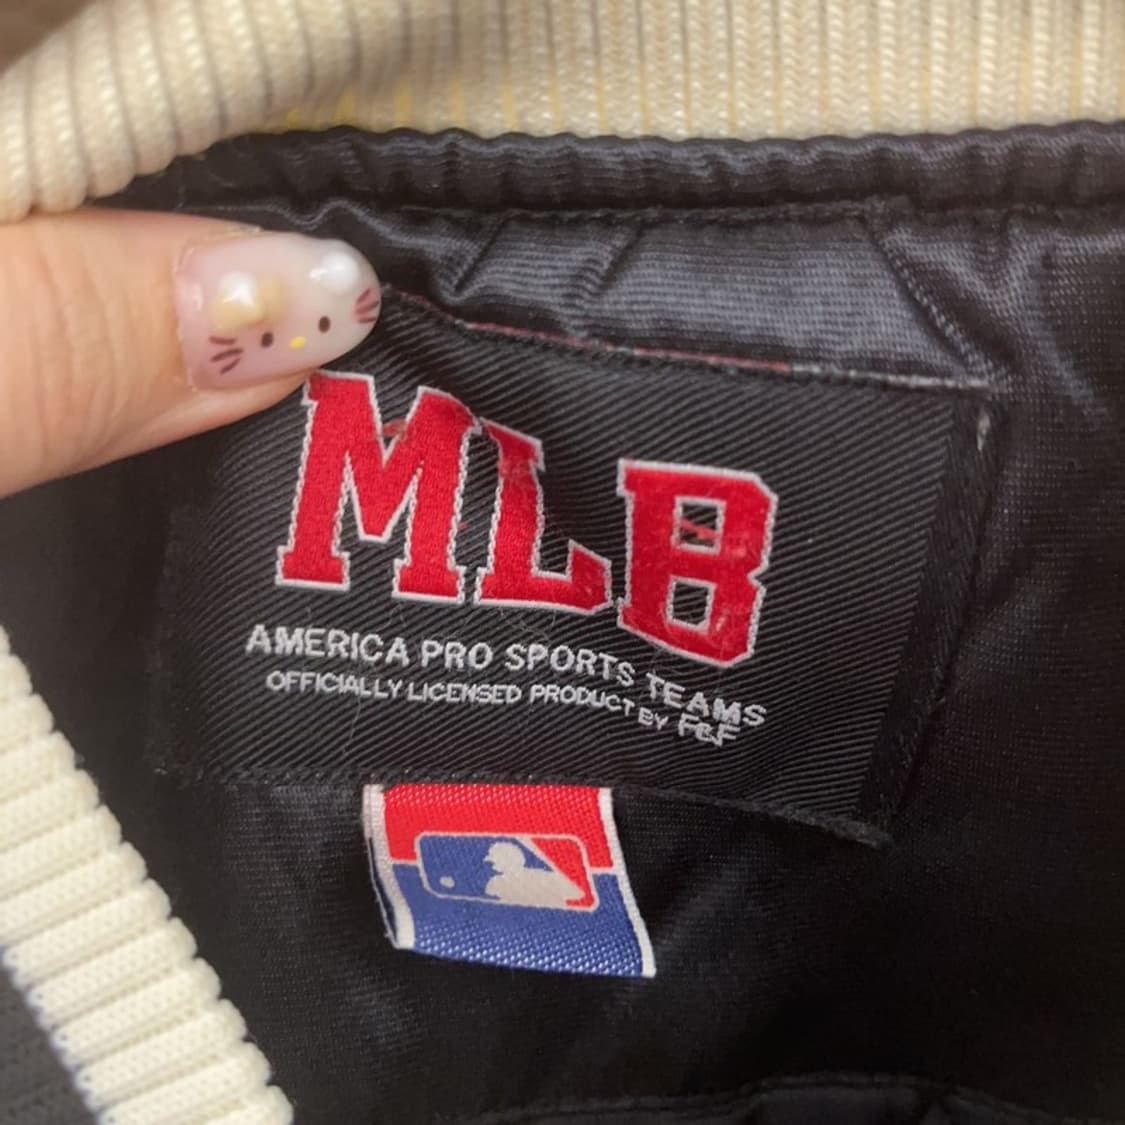 MLB
AMERICA PRO SPORTS TEAMS
OFFICIALLY LICENSED PRODUCT BY F&F